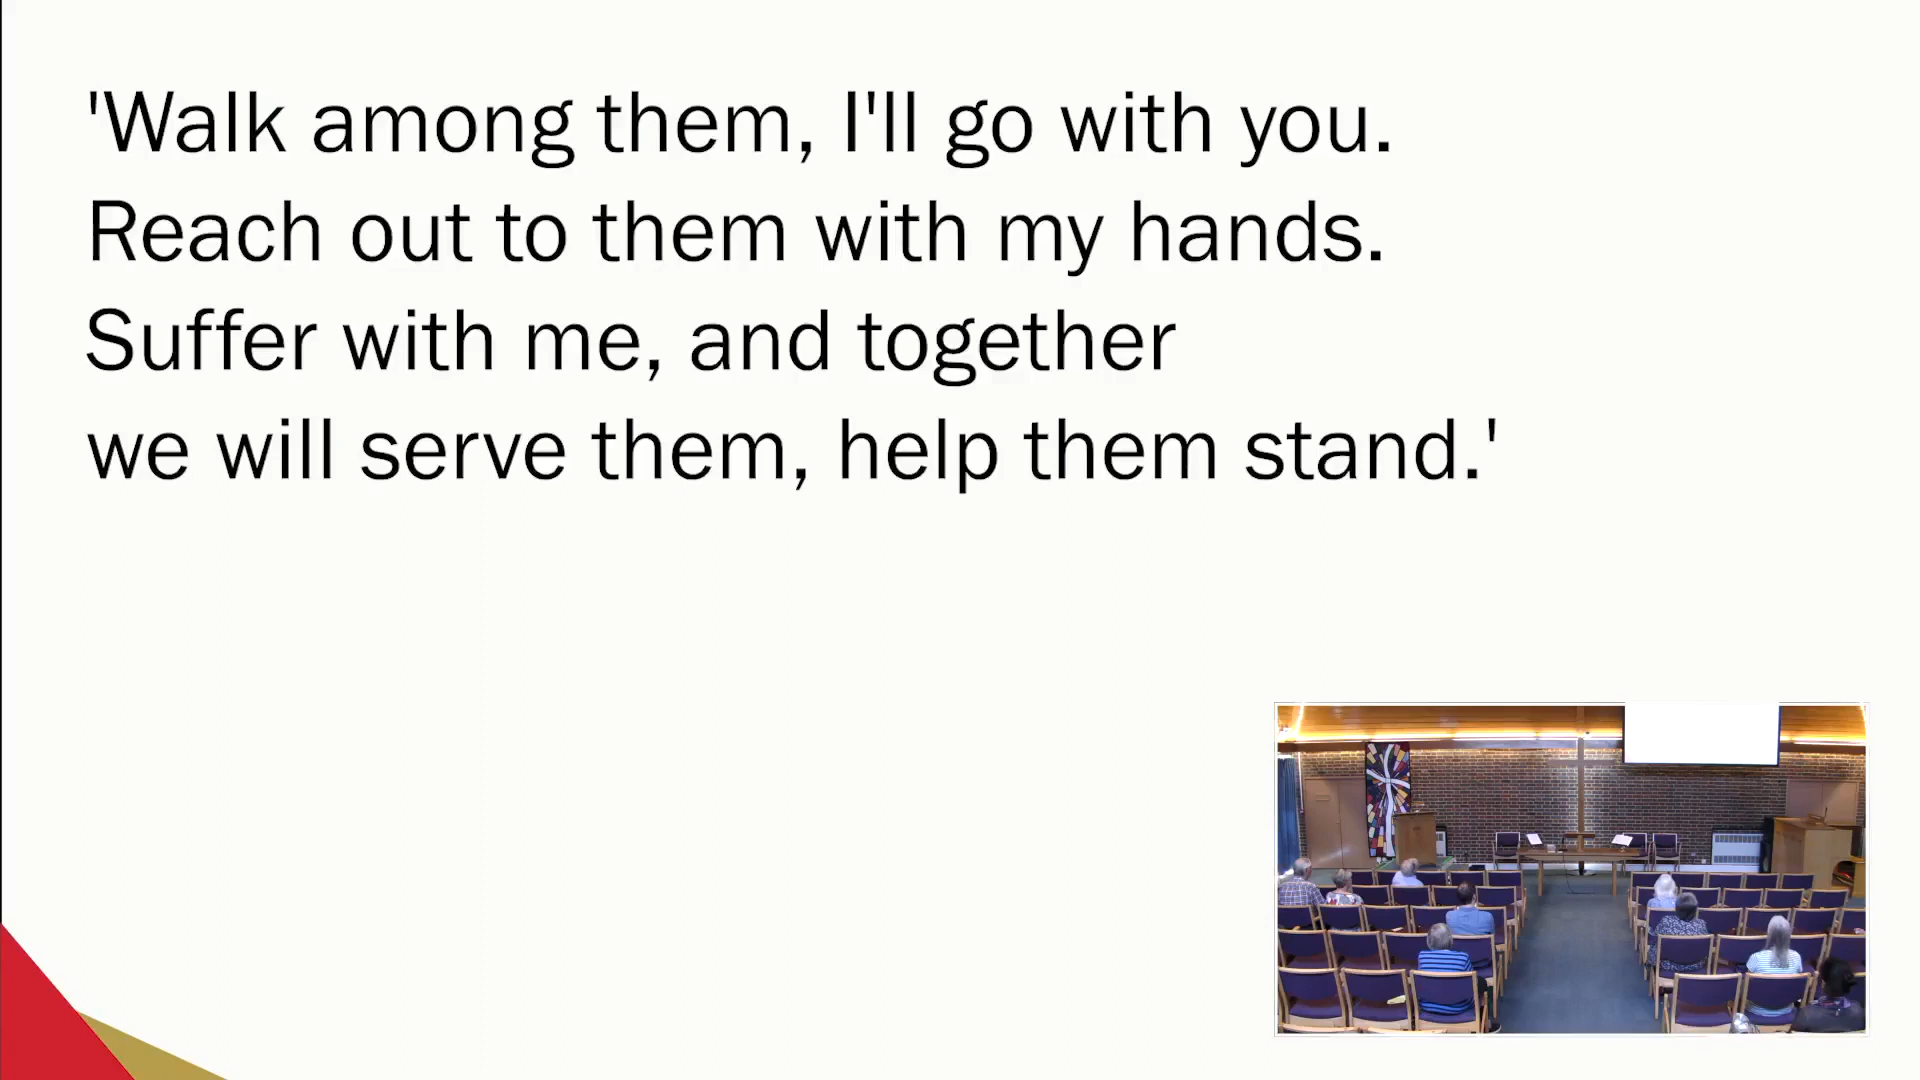 'Walk among them, I'll go with you.
Reach out to them with my hands.
Suffer with me, and together
we will serve them, help them stand.'